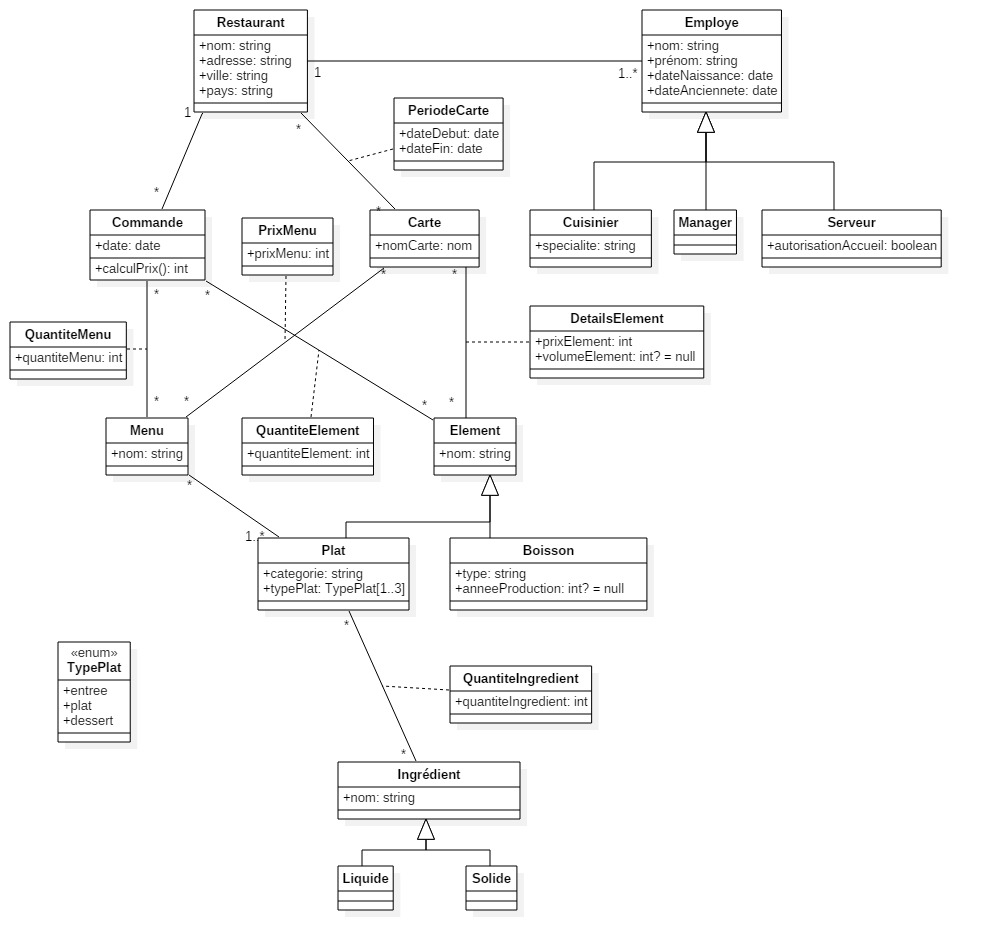 Restaurant
+nom: string
+adresse: string
+ville: string
+pays: string
Employe
+nom: string
+prénom: string
+dateNaissance: date
+dateAnciennete: date
1
1..*
1
*
PeriodeCarte
+dateDebut: date
+dateFin: date
*
*
Commande
+date: date
+calculPrix(): int
PrixMenu
+prixMenu: int
Carte
+nomCarte: nom
Cuisinier
+specialite: string
Manager
Serveur
+autorisationAccueil: boolean
*
*
*
*
QuantiteMenu
+quantiteMenu: int
DetailsElement
+prixElement: int
+volumeElement: int? = null
*
*
*
*
Menu
+nom: string
QuantiteElement
+quantiteElement: int
Element
+nom: string
*
1..*
Plat
+categorie: string
+typePlat: TypePlat[1..3]
Boisson
+type: string
+anneeProduction: int? = null
*
«enum»
TypePlat
+entree
+plat
+dessert
QuantiteIngredient
+quantiteIngredient: int
*
Ingrédient
+nom: string
Liquide
Solide